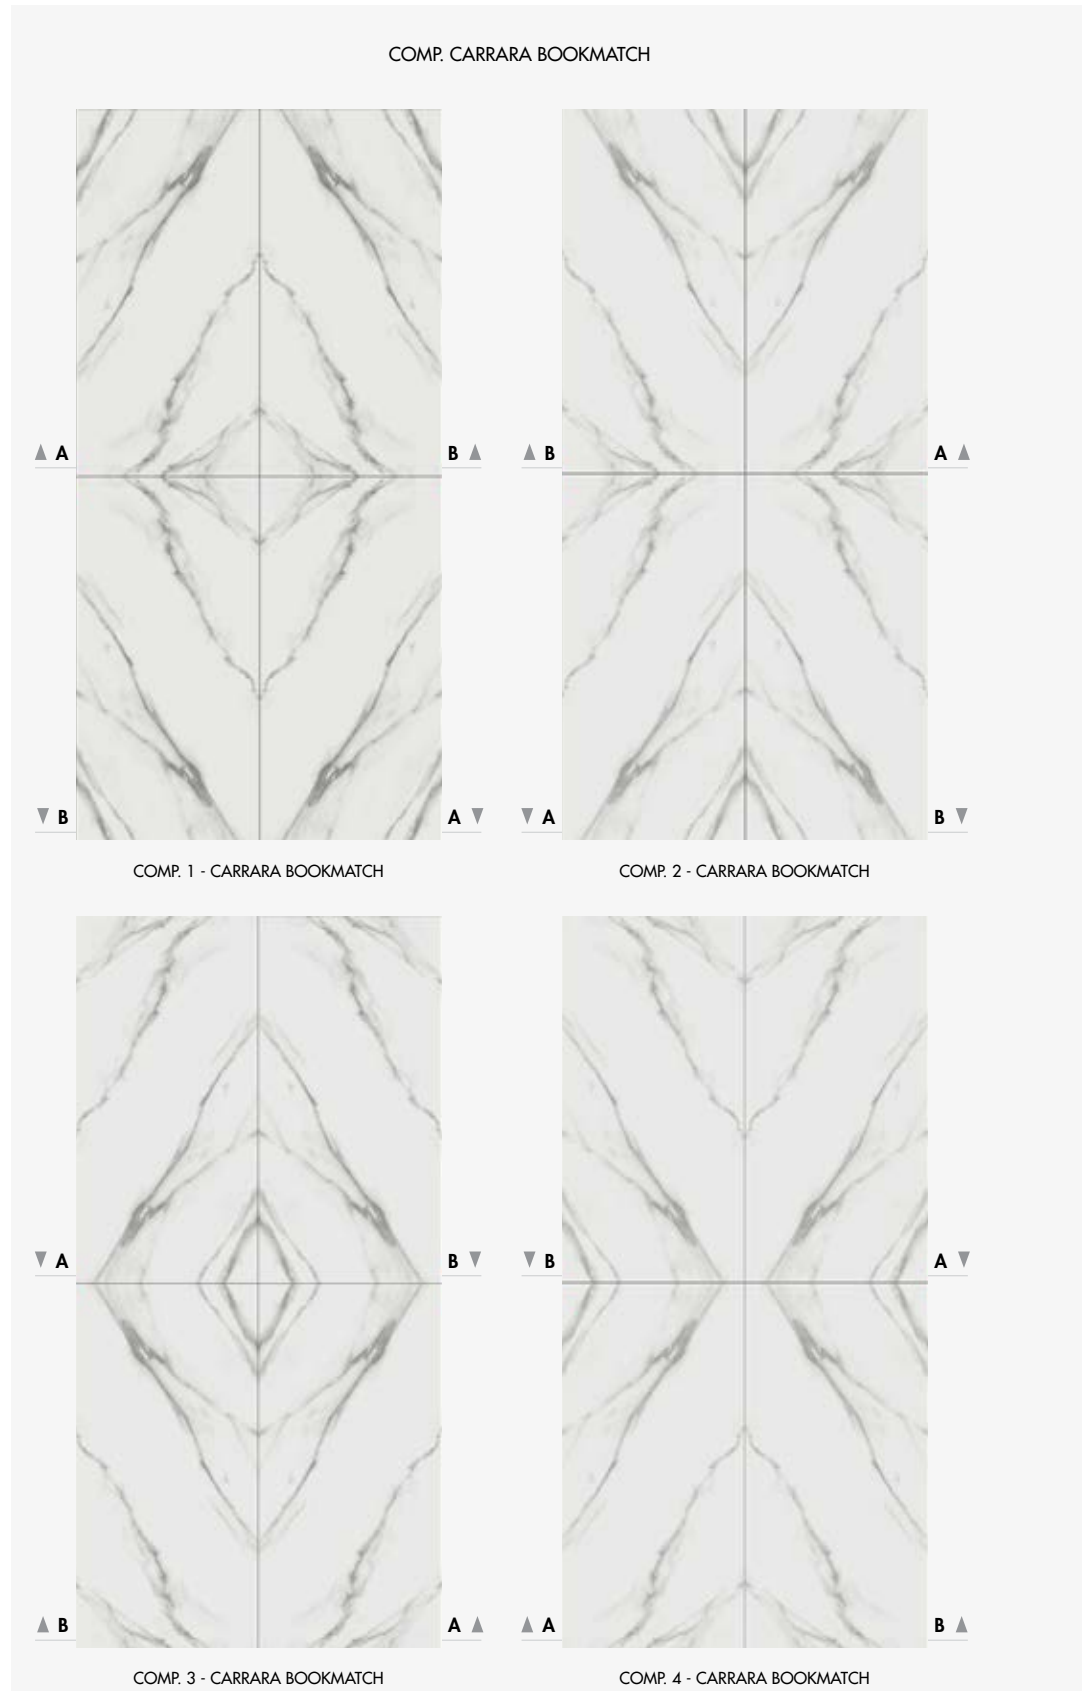 COMP. CARRARA BOOKMATCH
▲ A
B ▲
▲ B
A ▲
▼ B
A ▼
▼ A
B ▼
COMP. 1 - CARRARA BOOKMATCH
COMP. 2 - CARRARA BOOKMATCH
▼ A
B ▼
▼ B
A ▼
▲ B
A ▲
▲ A
B ▲
COMP. 3 - CARRARA BOOKMATCH
COMP. 4 - CARRARA BOOKMATCH